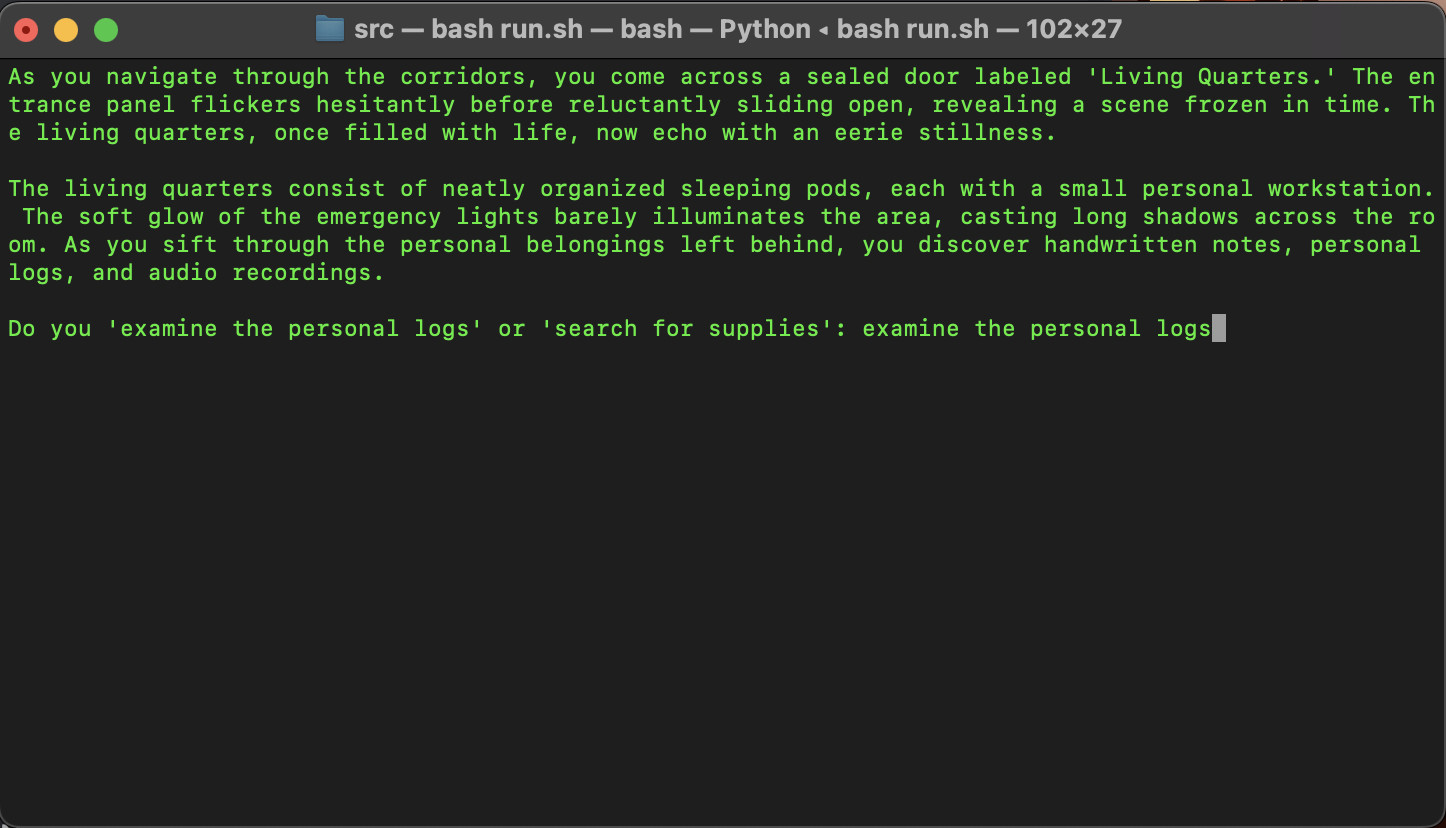 src — bash run.sh — bash — Python ◂ bash run.sh — 102×27
As you navigate through the corridors, you come across a sealed door labeled 'Living Quarters.' The en
trance panel flickers hesitantly before reluctantly sliding open, revealing a scene frozen in time. Th
e living quarters, once filled with life, now echo with an eerie stillness.
The living quarters consist of neatly organized sleeping pods, each with a small personal workstation.
The soft glow of the emergency lights barely illuminates the area, casting long shadows across the ro
om. As you sift through the personal belongings left behind, you discover handwritten notes, personal
logs, and audio recordings.
Do you 'examine the personal logs' or 'search for supplies': examine the personal logs